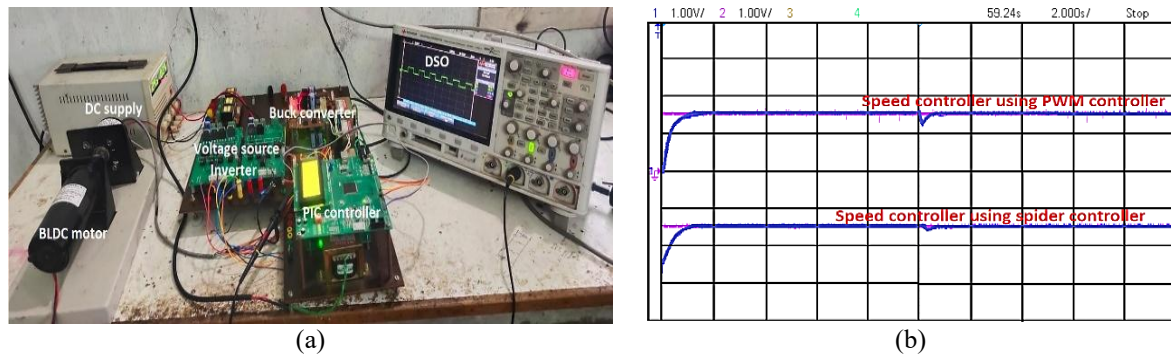 DC supply
BLDC motor
Voltage source
Inverter
Buck converter
PIC controller
DSO
(a)
1 1.00V/ 2 1.00V/ 3 4 59.24s 2.000s/ Stop
Speed controller using PWM controller
Speed controller using spider controller
(b)